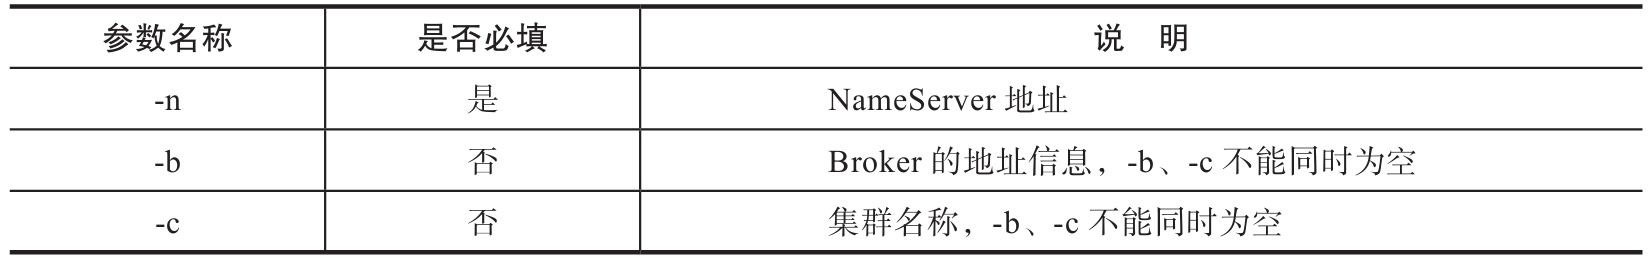 参数名称 是否必填 说 明
-n 是 NameServer 地址
-b 否 Broker 的地址信息，-b、-c 不能同时为空
-c 否 集群名称，-b、-c 不能同时为空